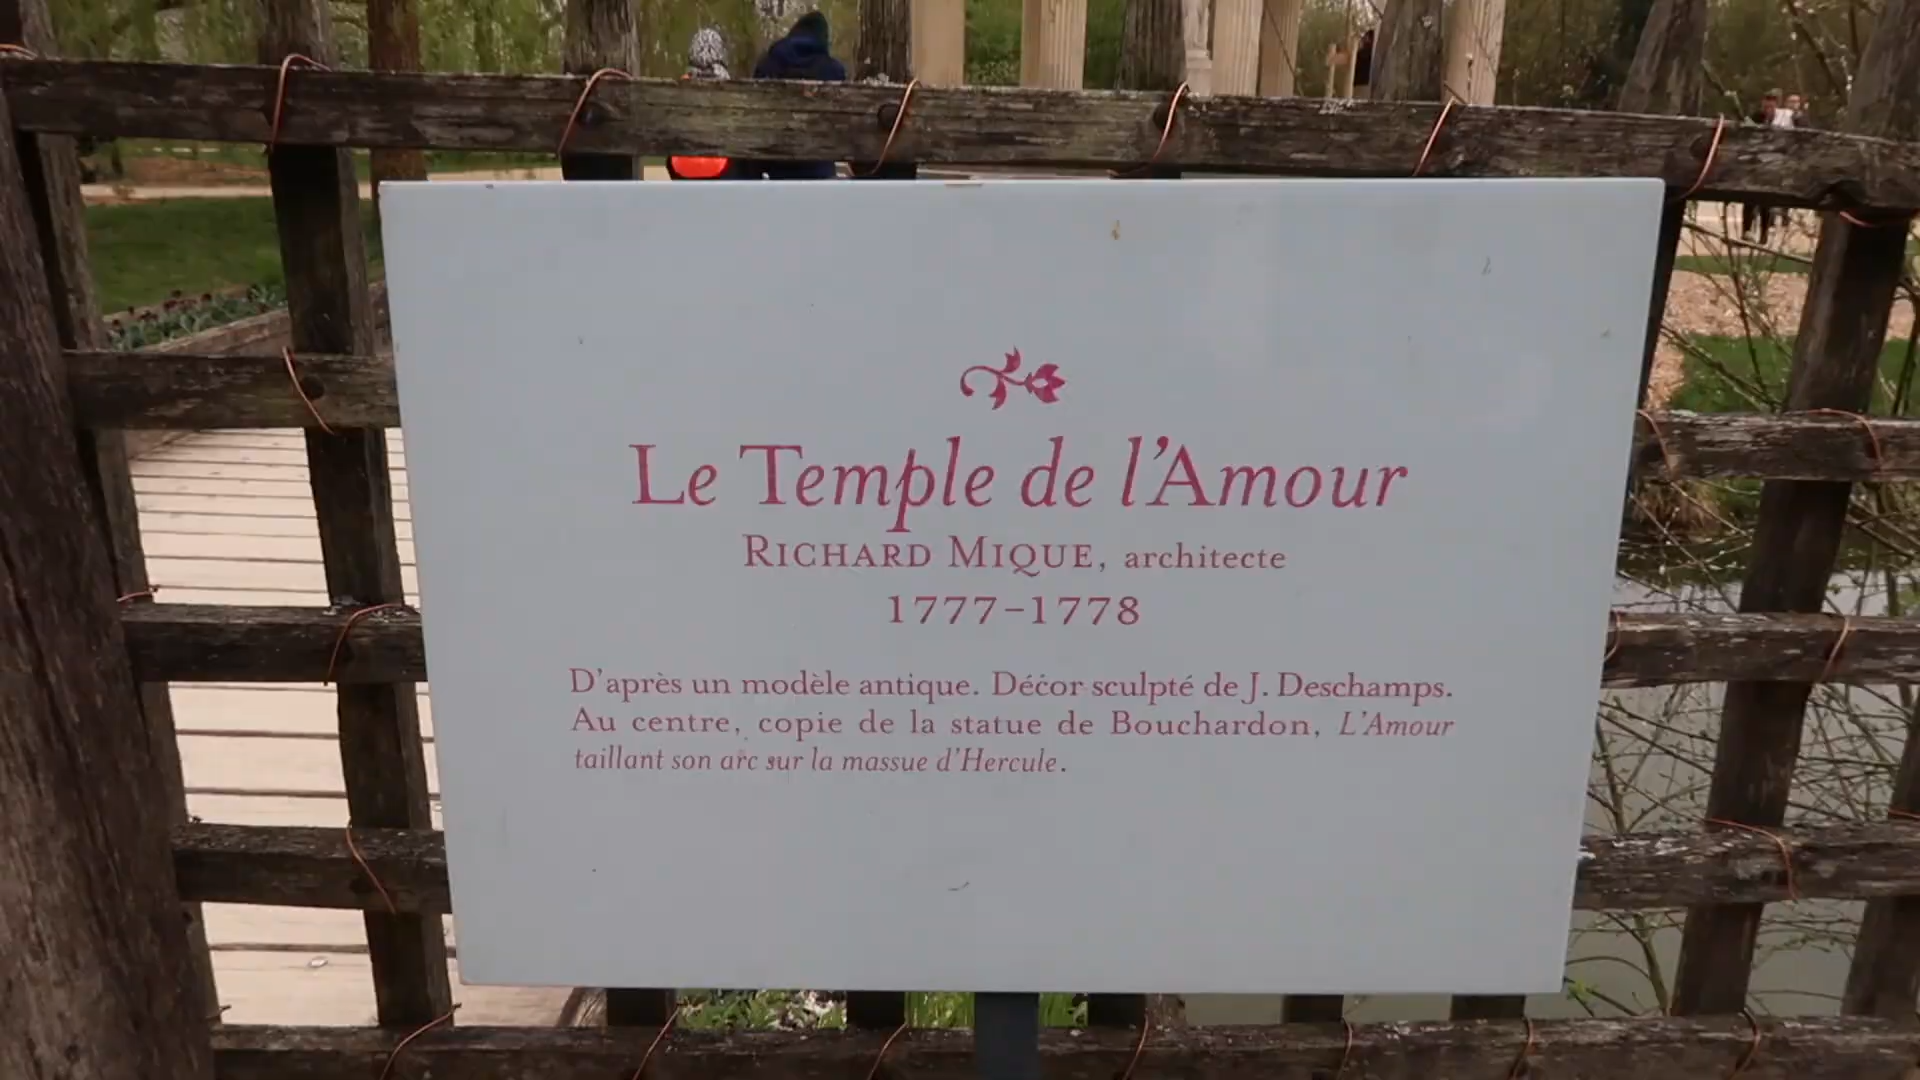 Le Temple de l'Amour
RICHARD MIQUE, architecte
1777-1778
D'après un modèle antique. Décor sculpté de J. Deschamps.
Au centre, copie de la statue de Bouchardon, L'Amour
taillant son arc sur la massue d'Hercule.